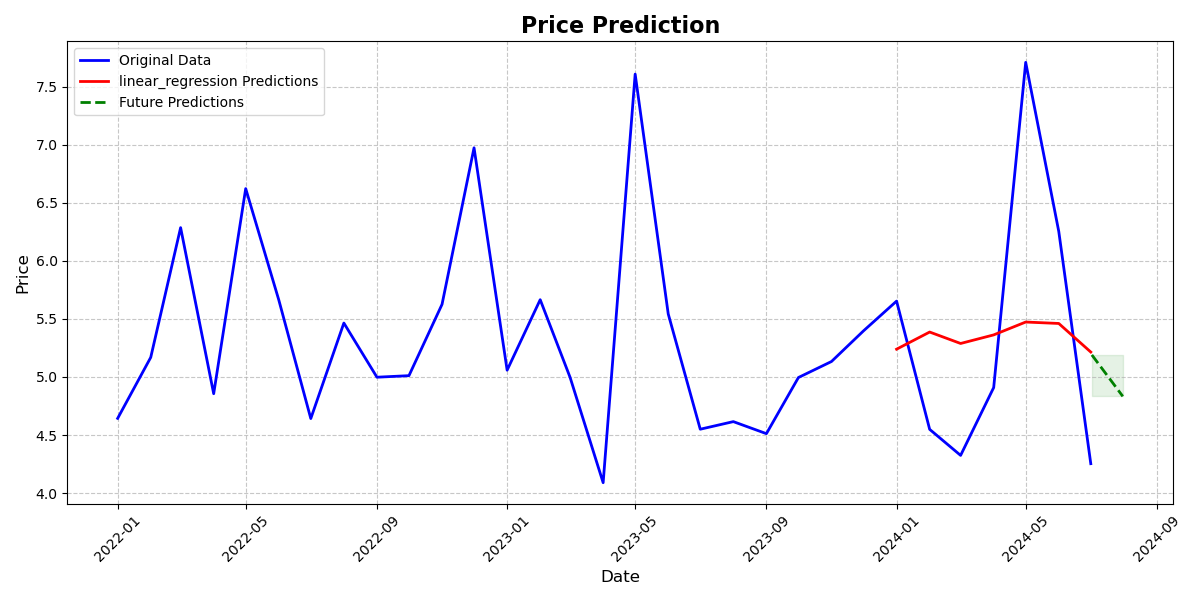 Price Prediction
Original Data
linear_regression Predictions
Future Predictions
Price
7.5
7.0
6.5
6.0
5.5
5.0
4.5
4.0
2022-01
2022-05
2022-09
2023-01
2023-05
2023-09
2024-01
2024-05
2024-09
Date